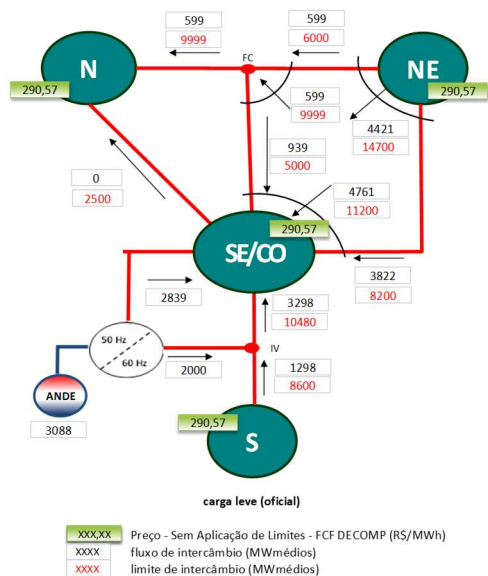 599
9999
599
6000
N
FC
NE
290,57
290,57
599
9999
4421
14700
0
2500
939
5000
4761
11200
290,57
SE/CO
2839
3822
8200
3298
10480
50 Hz
60 Hz
2000
IV
ANDE
3088
1298
8600
290,57
S
carga leve (oficial)
XXX,XX Preço - Sem Aplicação de Limites - FCF DECOMP (R$/MWh)
XXXX fluxo de intercâmbio (MWmédios)
XXXX limite de intercâmbio (MWmédios)